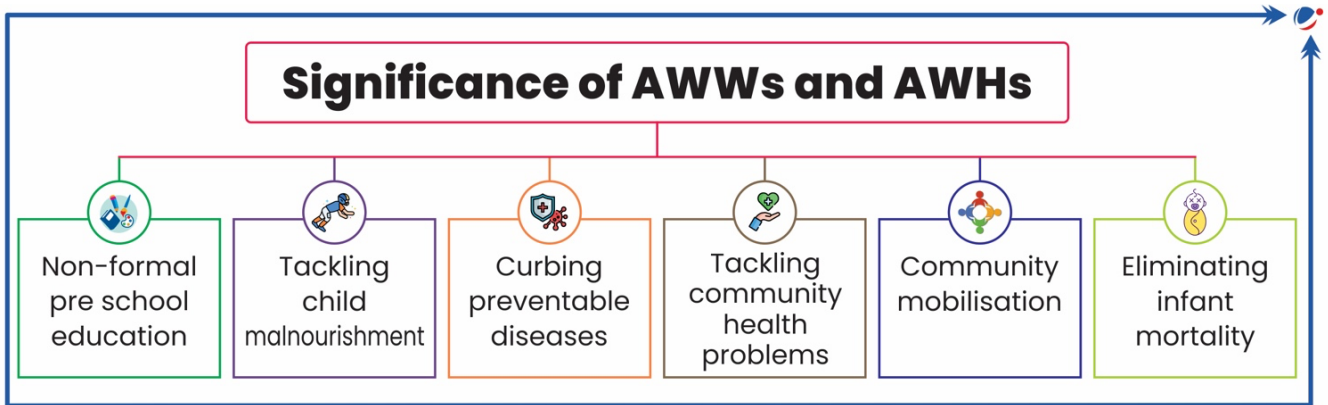 Significance of AWWs and AWHs
Non-formal
pre school
education
Tackling
child
malnourishment
Curbing
preventable
diseases
Tackling
community
health
problems
Community
mobilisation
Eliminating
infant
mortality